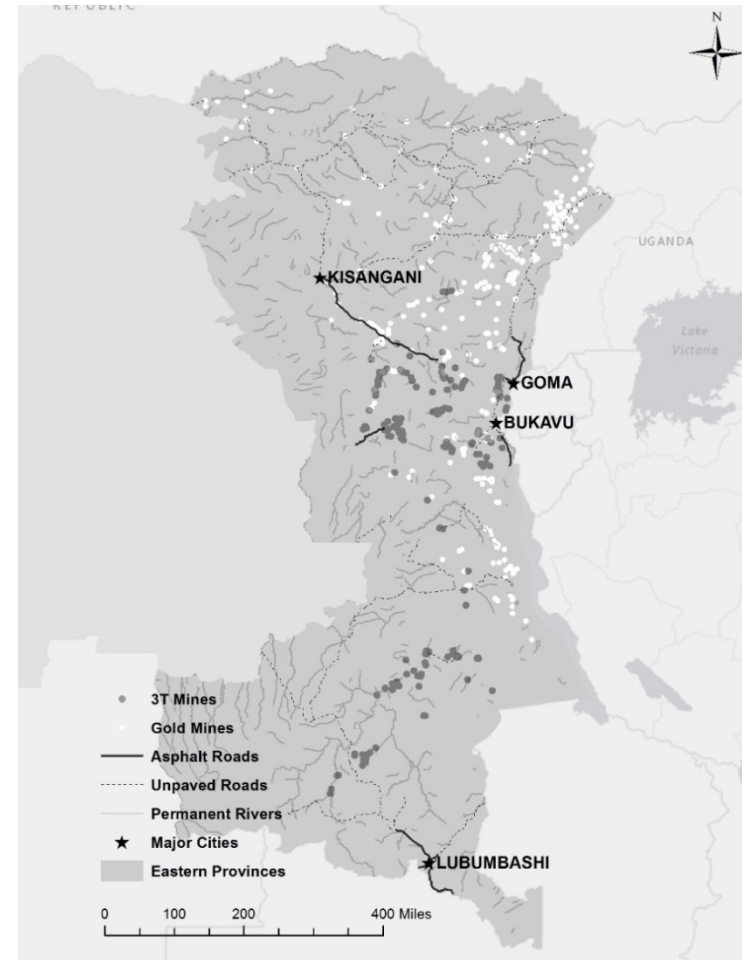 REPUBLIC
N
UGANDA
KISANGANI
Lake
Victoria
GOMA
BUKAVU
3T Mines
Gold Mines
Asphalt Roads
Unpaved Roads
Permanent Rivers
Major Cities
LUBUMBASHI
Eastern Provinces
0 100 200 400 Miles